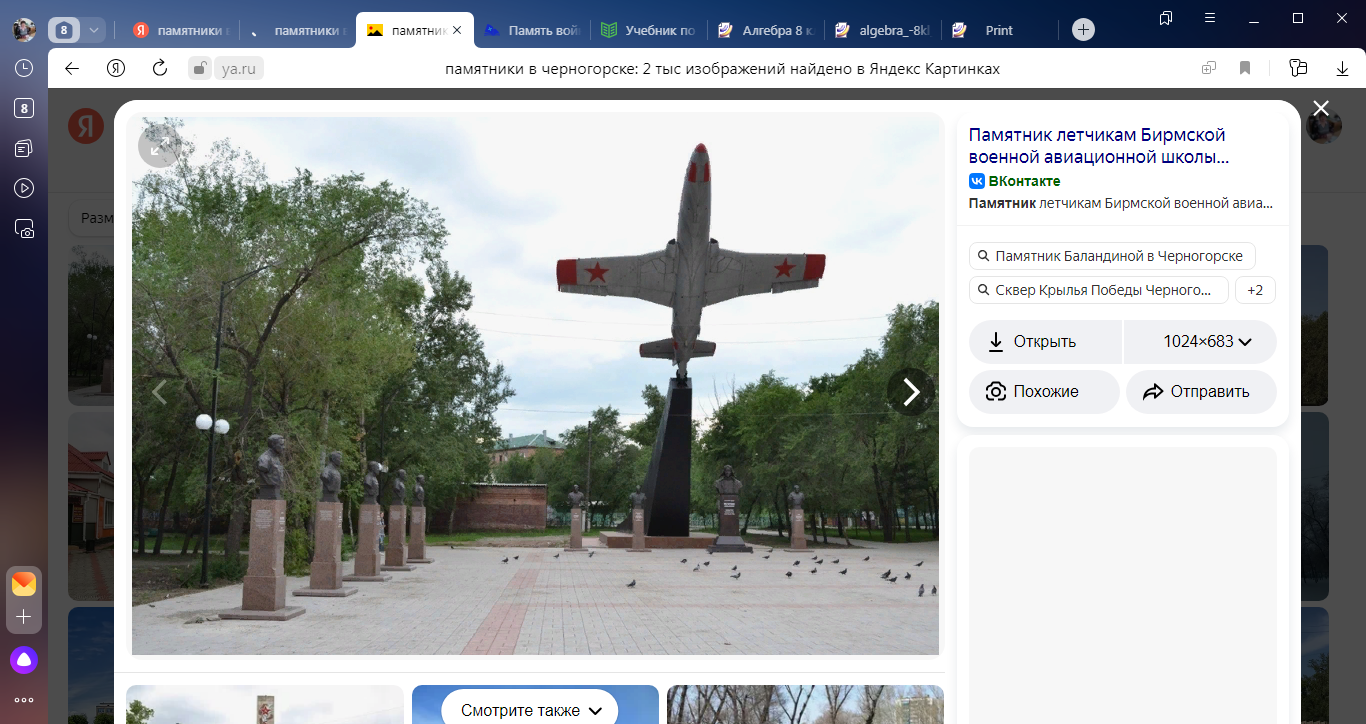 8
памятники в
памятники в
памятник
Память вой
Учебник по
Алгебра 8 к
algebra_-8kl
Print
ya.ru
памятники в черногорске: 2 тыс изображений найдено в Яндекс Картинках
8
Я
Разм
Памятник летчикам Бирмской
военной авиационной школы...
ВКонтакте
Памятник летчикам Бирмской военной авиа...
Памятник Баландиной в Черногорске
Сквер Крылья Победы Черного...
+2
Открыть
1024×683
Похожие
Отправить
Смотрите также